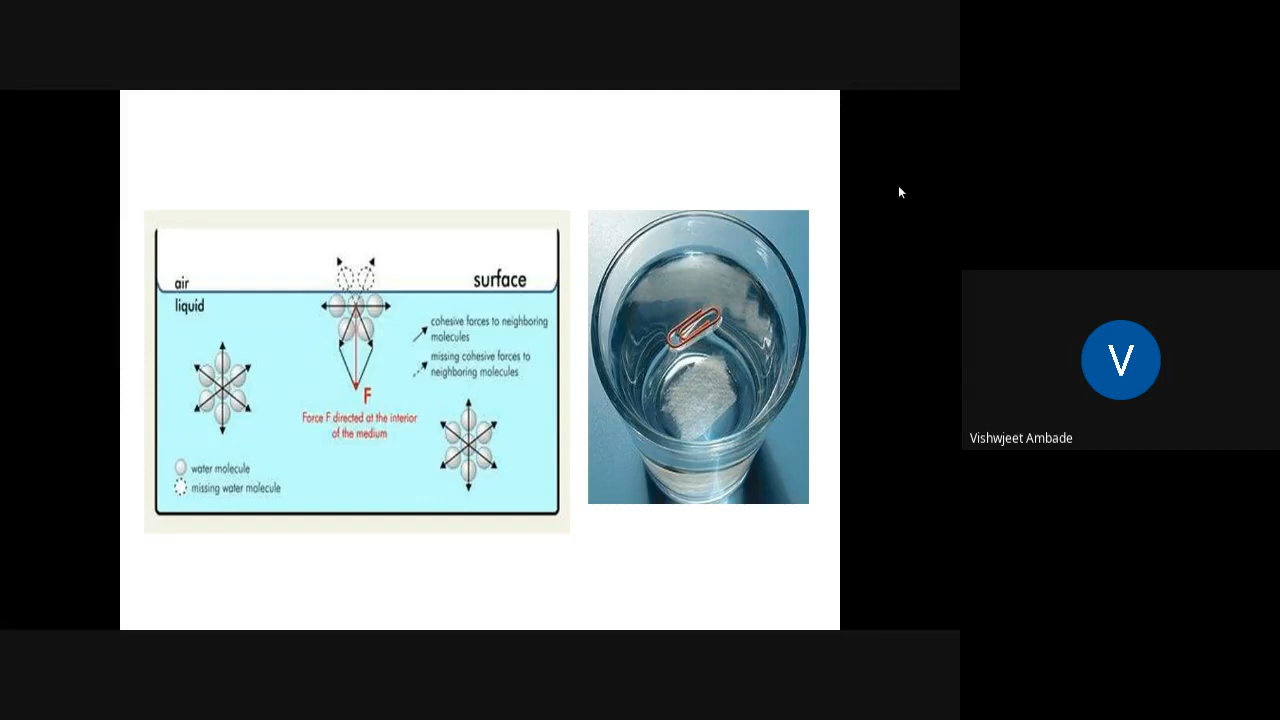 air
surface
liquid
cohesive forces to neighboring
molecules
missing cohesive forces to
neighboring molecules
F
Force F directed at the interior
of the medium
water molecule
missing water molecule
V
Vishwjeet Ambade